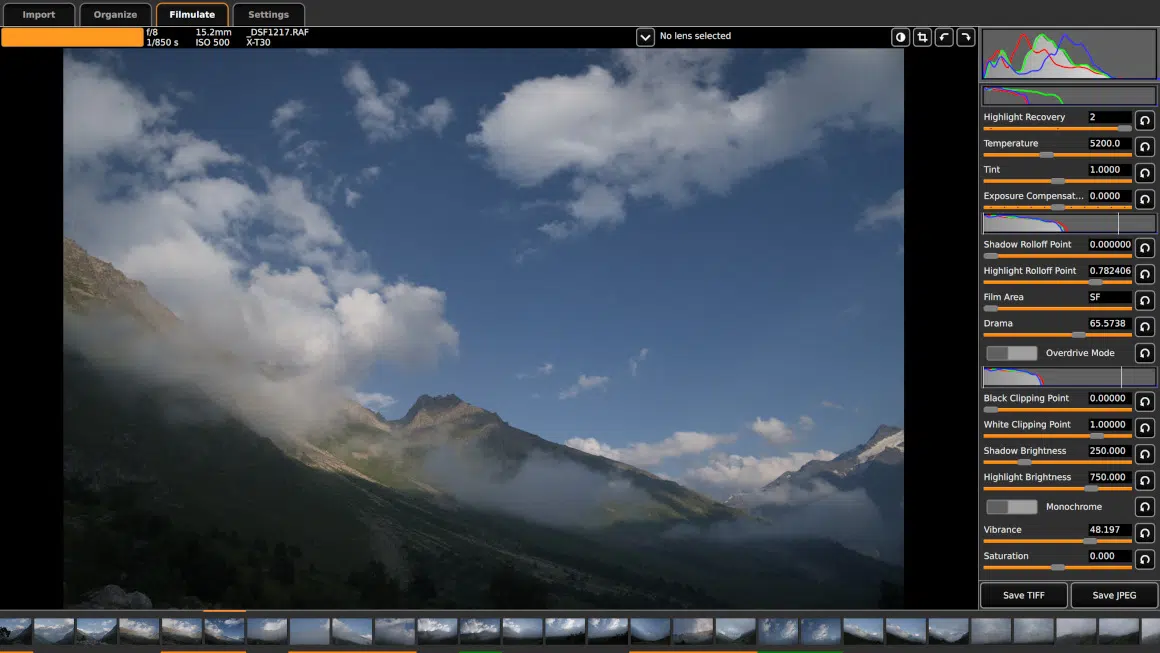 Import Organize Filmulate Settings
f/8 15.2mm _DSF1217.RAF
1/850 s ISO 500 X-T30
No lens selected
Highlight Recovery 2
Temperature 5200.0
Tint 1.0000
Exposure Compensat... 0.0000
Shadow Rolloff Point 0.000000
Highlight Rolloff Point 0.782406
Film Area SF
Drama 65.5738
Overdrive Mode
Black Clipping Point 0.00000
White Clipping Point 1.00000
Shadow Brightness 250.000
Highlight Brightness 750.000
Monochrome
Vibrance 48.197
Saturation 0.000
Save TIFF Save JPEG